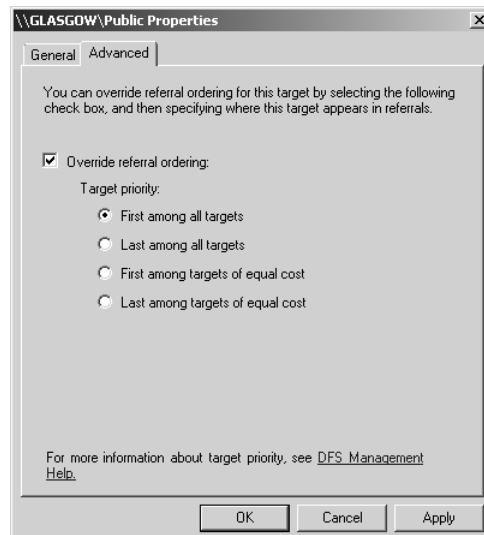 \\GLASGOW\Public Properties
General Advanced
You can override referral ordering for this target by selecting the following
check box, and then specifying where this target appears in referrals.
Override referral ordering:
Target priority:
First among all targets
Last among all targets
First among targets of equal cost
Last among targets of equal cost
For more information about target priority, see DFS Management
Help.
OK Cancel Apply